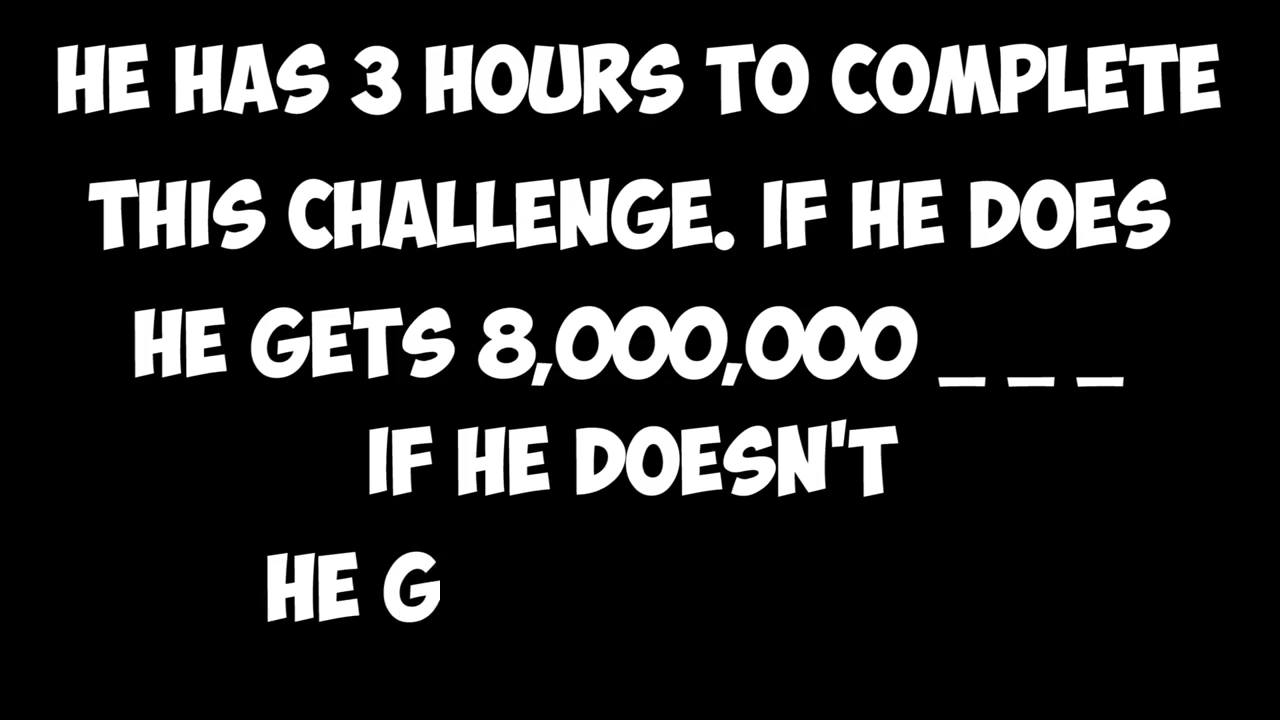 HE HAS 3 HOURS TO COMPLETE
THIS CHALLENGE. IF HE DOES
HE GETS 8,000,000 _ _ _
IF HE DOESN'T
HE G